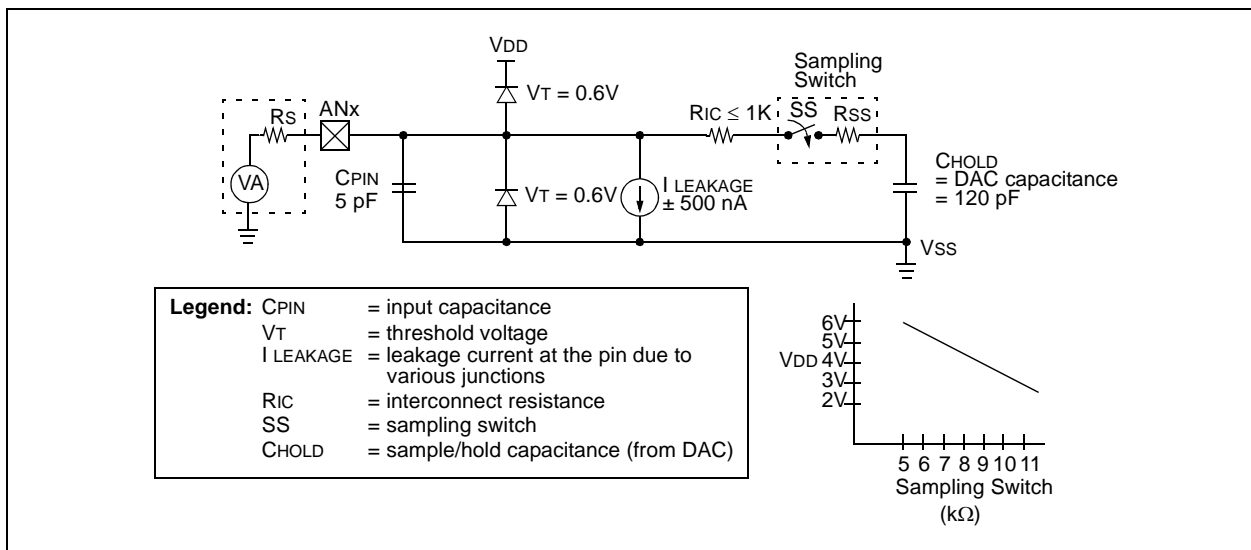 VDD
Sampling
Switch
VT = 0.6V
RS
ANx
RIC ≤ 1K
SS
RSS
VA
CPIN
5 pF
VT = 0.6V
I LEAKAGE
± 500 nA
CHOLD
= DAC capacitance
= 120 pF
VSS
Legend: CPIN = input capacitance
VT = threshold voltage
I LEAKAGE = leakage current at the pin due to
various junctions
RIC = interconnect resistance
SS = sampling switch
CHOLD = sample/hold capacitance (from DAC)
6V
5V
VDD 4V
3V
2V
5 6 7 8 9 10 11
Sampling Switch
(kΩ)